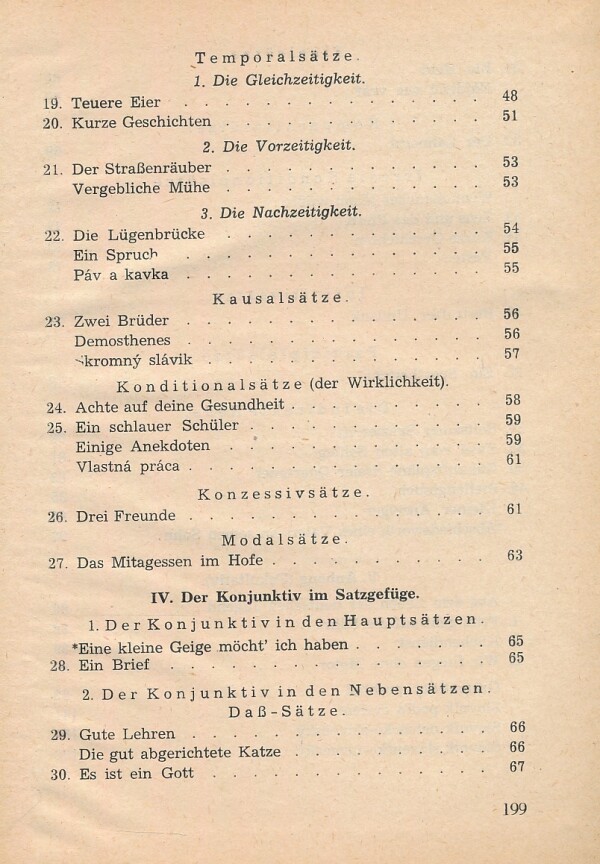 Temporalsätze.
1. Die Gleichzeitigkeit.
19. Teuere Eier . . . . . . . . . . . . . . . . . . 48
20. Kurze Geschichten . . . . . . . . . . . . . . . 51
2. Die Vorzeitigkeit.
21. Der Straßenräuber . . . . . . . . . . . . . . . 53
Vergebliche Mühe . . . . . . . . . . . . . . . 53
3. Die Nachzeitigkeit.
22. Die Lügenbrücke . . . . . . . . . . . . . . . 54
Ein Spruch . . . . . . . . . . . . . . . . . . 55
Páv a kavka . . . . . . . . . . . . . . . . . 55
Kausalsätze.
23. Zwei Brüder . . . . . . . . . . . . . . . . . 56
Demosthenes . . . . . . . . . . . . . . . . . 56
Skromný slávik . . . . . . . . . . . . . . . . 57
Konditionalsätze (der Wirklichkeit).
24. Achte auf deine Gesundheit . . . . . . . . . . . 58
25. Ein schlauer Schüler . . . . . . . . . . . . . . 59
Einige Anekdoten . . . . . . . . . . . . . . . 59
Vlastná práca . . . . . . . . . . . . . . . . . 61
Konzessivsätze.
26. Drei Freunde . . . . . . . . . . . . . . . . . 61
Modalsätze.
27. Das Mitagessen im Hofe . . . . . . . . . . . . . 63
IV. Der Konjunktiv im Satzgefüge.
1. Der Konjunktiv in den Hauptsätzen.
*Eine kleine Geige möcht' ich haben . . . . . . . . 65
28. Ein Brief . . . . . . . . . . . . . . . . . . . 65
2. Der Konjunktiv in den Nebensätzen.
Daß-Sätze.
29. Gute Lehren . . . . . . . . . . . . . . . . . 66
Die gut abgerichtete Katze . . . . . . . . . . . 66
30. Es ist ein Gott . . . . . . . . . . . . . . . . 67
199